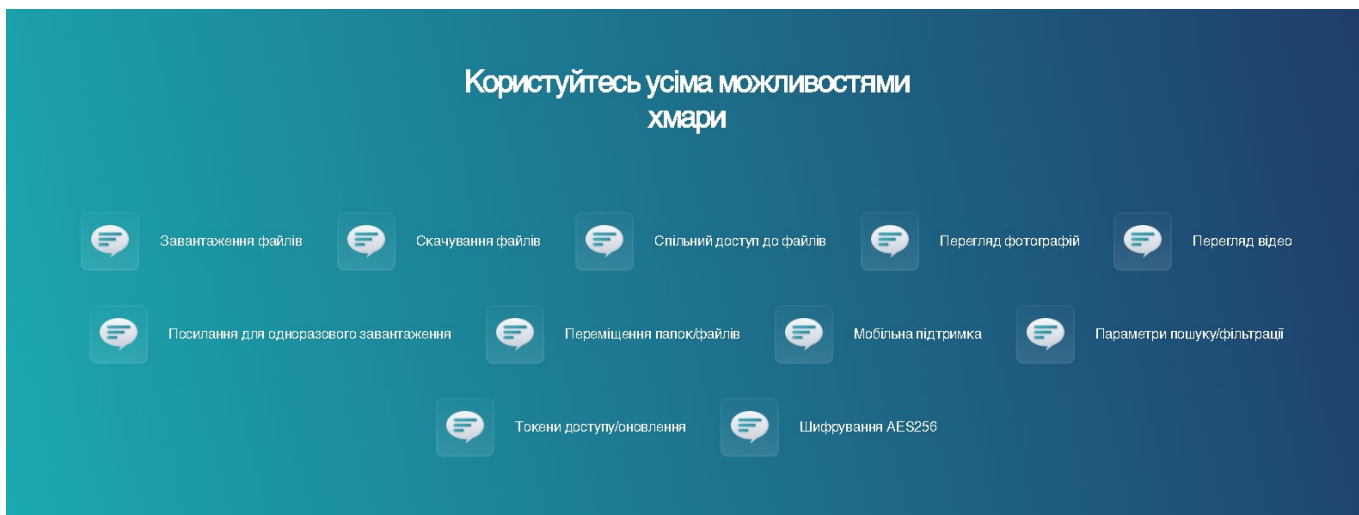 Користуйтесь усіма можливостями
хмари
Завантаження файлів
Скачування файлів
Спільний доступ до файлів
Перегляд фотографій
Перегляд відео
Посилання для одноразового завантаження
Переміщення папок/файлів
Мобільна підтримка
Параметри пошуку/фільтрації
Токени доступу/оновлення
Шифрування AES256